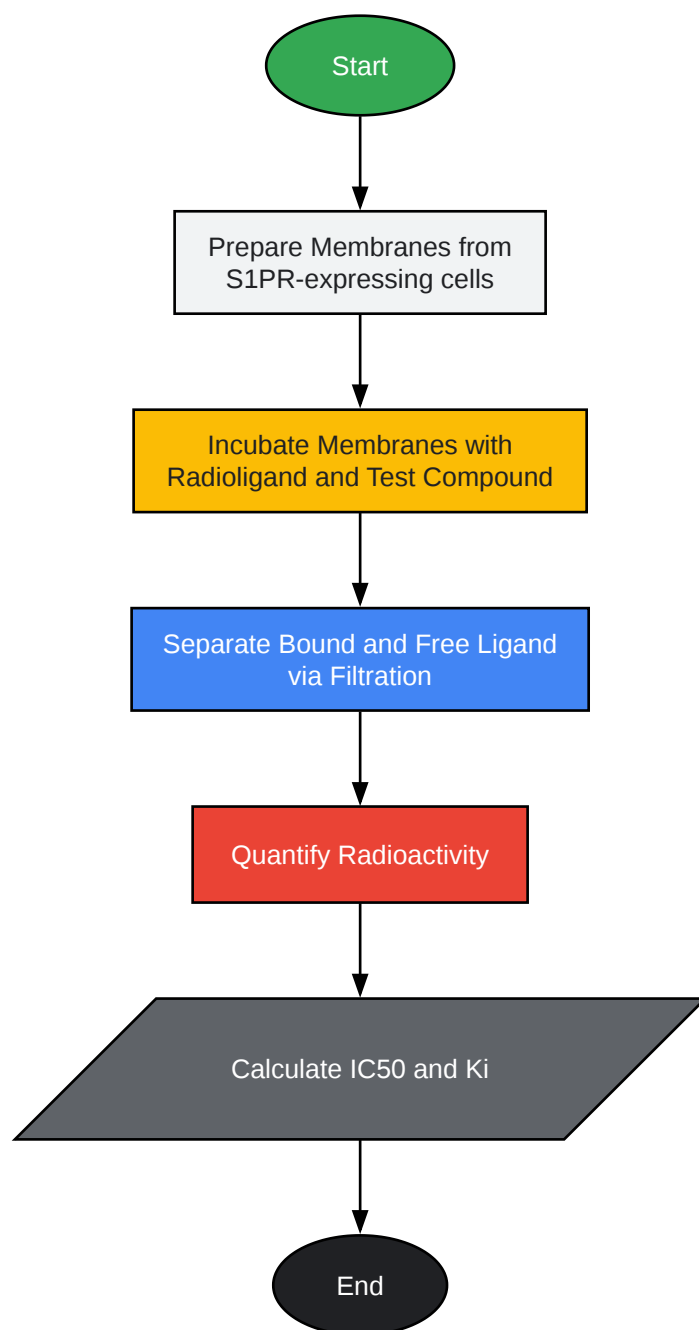 Start
Prepare Membranes from
S1PR-expressing cells
Incubate Membranes with
Radioligand and Test Compound
Separate Bound and Free Ligand
via Filtration
Quantify Radioactivity
Calculate IC50 and Ki
End